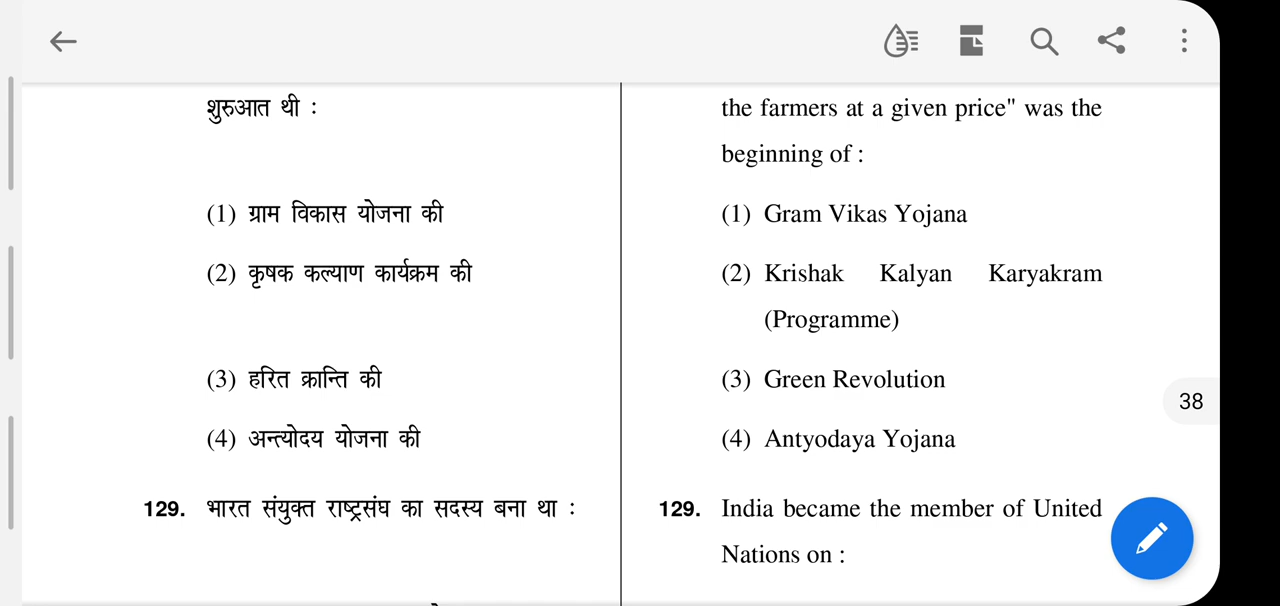 शुरुआत थी :
(1) ग्राम विकास योजना की
(2) कृषक कल्याण कार्यक्रम की
(3) हरित क्रान्ति की
(4) अन्त्योदय योजना की
129. भारत संयुक्त राष्ट्रसंघ का सदस्य बना था :
the farmers at a given price" was the
beginning of :
(1) Gram Vikas Yojana
(2) Krishak Kalyan Karyakram
(Programme)
(3) Green Revolution
(4) Antyodaya Yojana
129. India became the member of United
Nations on :
38